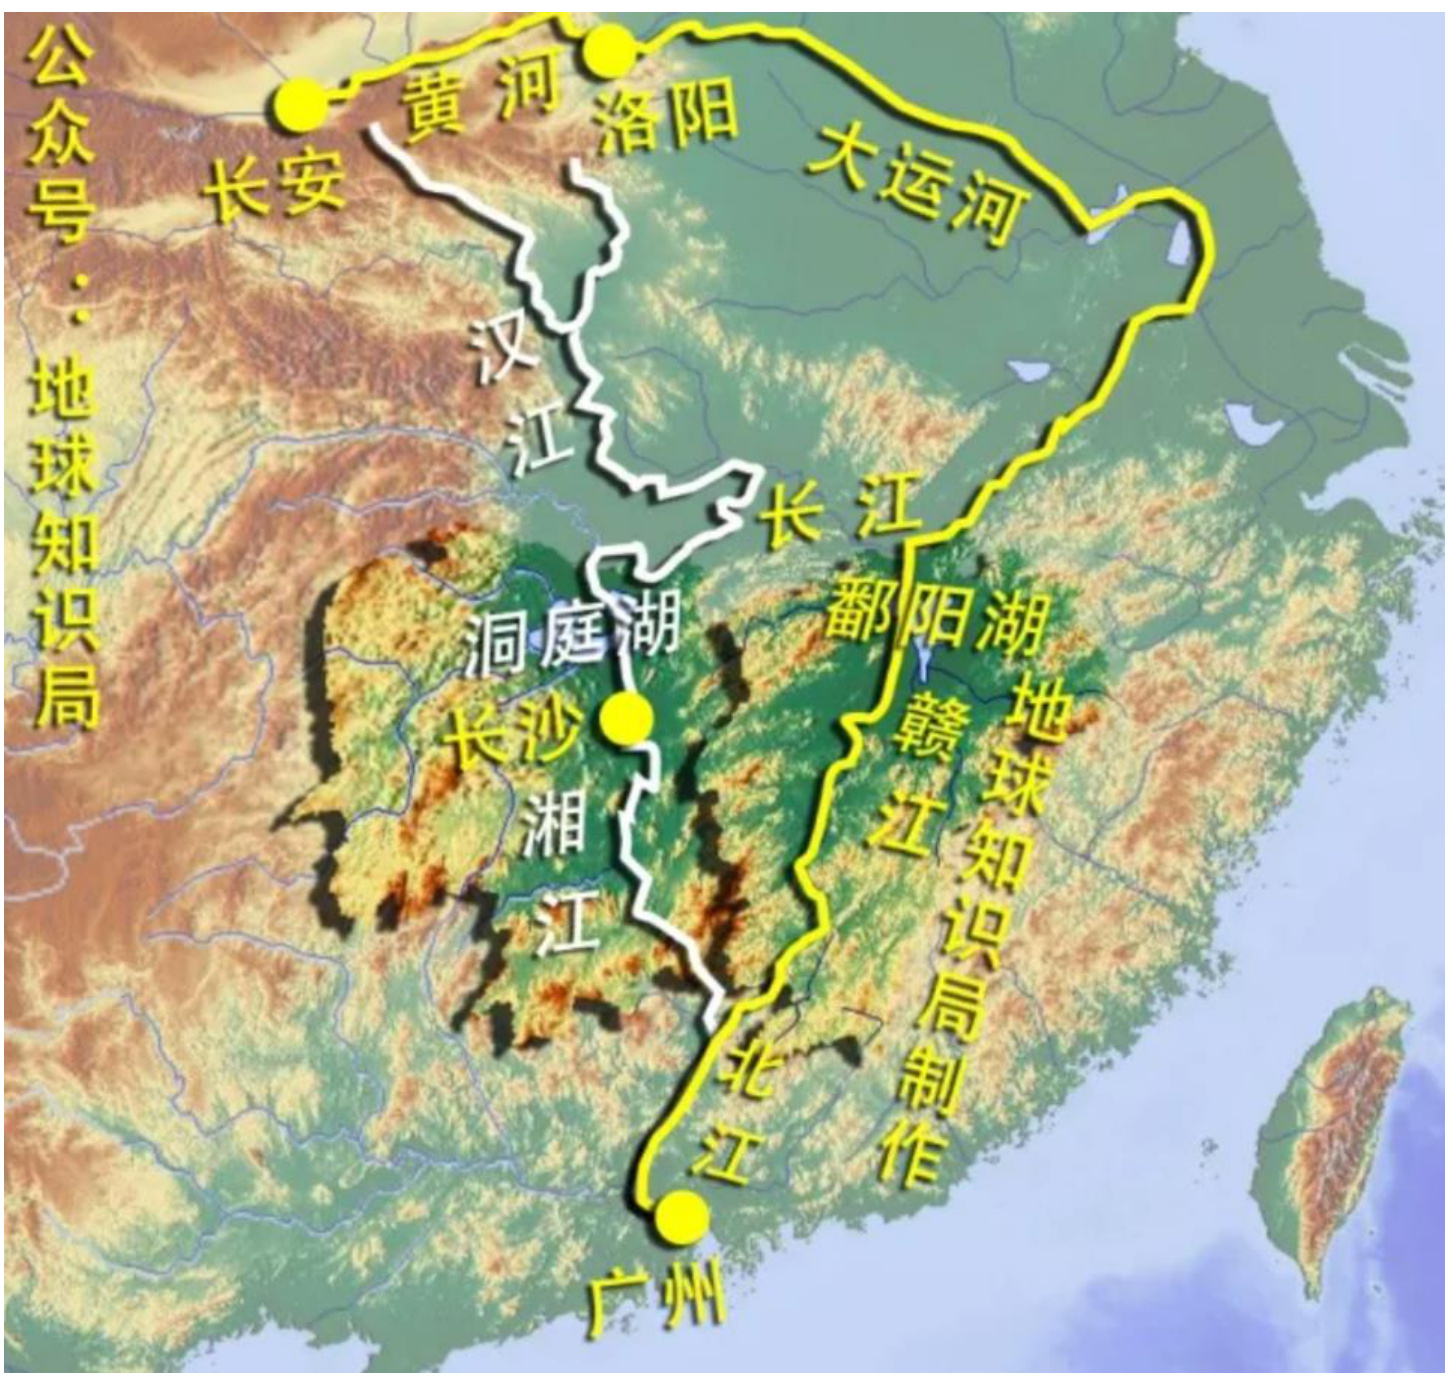 公众号：地球知识局
长安
黄河
洛阳
大运河
汉江
长江
洞庭湖
鄱阳湖
长沙
赣江
湘江
地球知识局制作
北江
广州